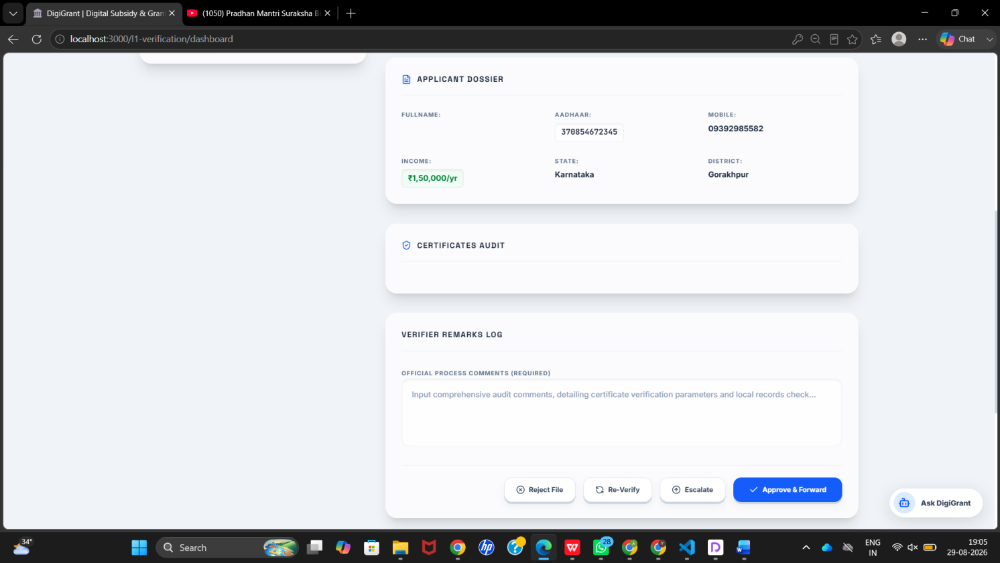 DigiGrant | Digital Subsidy & Grant
(1050) Pradhan Mantri Suraksha Bi
localhost:3000/l1-verification/dashboard
Chat
APPLICANT DOSSIER
FULLNAME:
AADHAAR:
MOBILE:
370854672345
09392985582
INCOME:
STATE:
DISTRICT:
₹1,50,000/yr
Karnataka
Gorakhpur
CERTIFICATES AUDIT
VERIFIER REMARKS LOG
OFFICIAL PROCESS COMMENTS (REQUIRED)
Input comprehensive audit comments, detailing certificate verification parameters and local records check...
Reject File
Re-Verify
Escalate
Approve & Forward
Ask DigiGrant
34°
Search
28
ENG
IN
19:05
29-08-2026